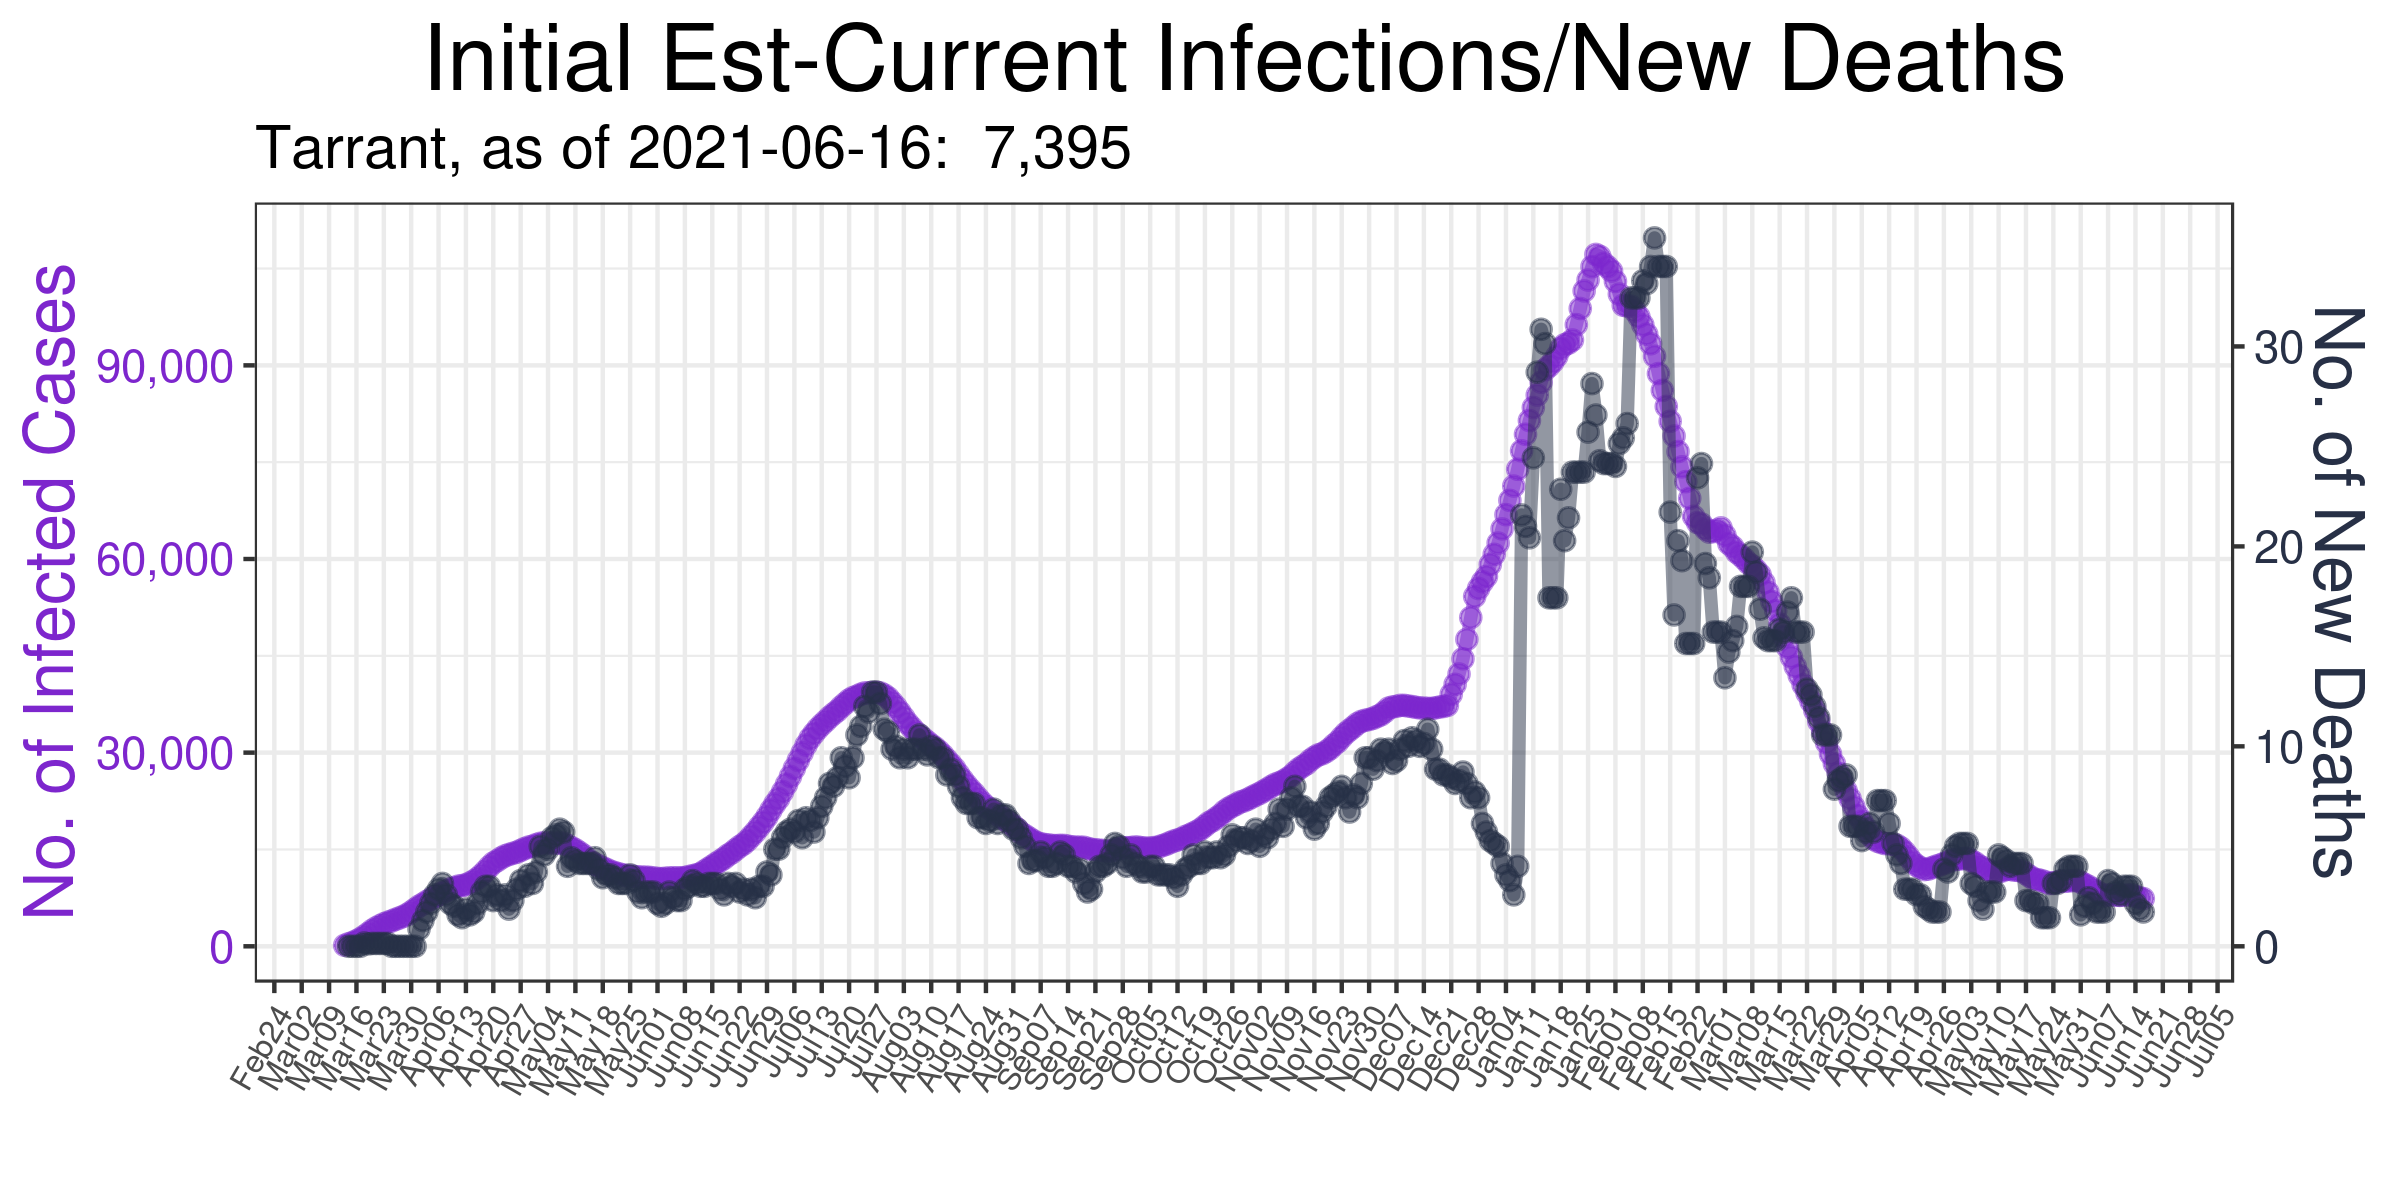 Initial Est-Current Infections/New Deaths
Tarrant, as of 2021-06-16:  7,395
No. of Infected Cases
90,000
60,000
30,000
0
No. of New Deaths
30
20
10
0
Feb24
Mar02
Mar09
Mar16
Mar23
Mar30
Apr06
Apr13
Apr20
Apr27
May04
May11
May18
May25
Jun01
Jun08
Jun15
Jun22
Jun29
Jul06
Jul13
Jul20
Jul27
Aug03
Aug10
Aug17
Aug24
Aug31
Sep07
Sep14
Sep21
Sep28
Oct05
Oct12
Oct19
Oct26
Nov02
Nov09
Nov16
Nov23
Nov30
Dec07
Dec14
Dec21
Dec28
Jan04
Jan11
Jan18
Jan25
Feb01
Feb08
Feb15
Feb22
Mar01
Mar08
Mar15
Mar22
Mar29
Apr05
Apr12
Apr19
Apr26
May03
May10
May17
May24
May31
Jun07
Jun14
Jun21
Jun28
Jul05